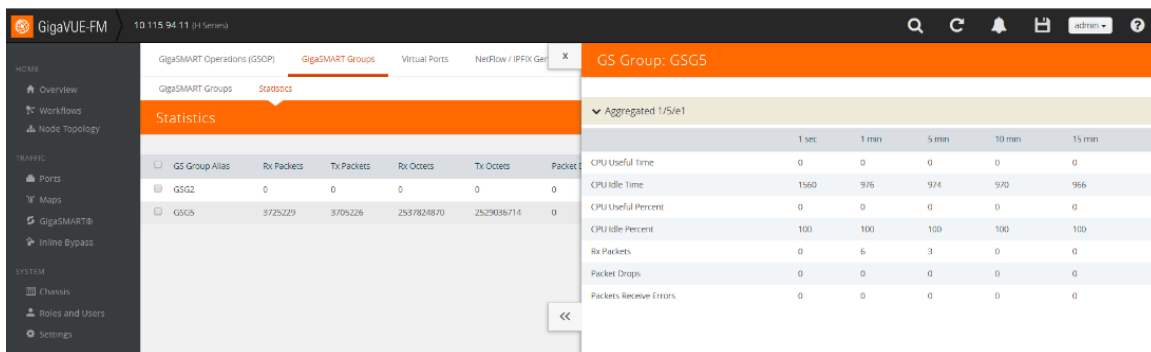 GigaVUE-FM 10.115.94.11 (H Series) admin
HOME
Overview
Workflows
Node Topology
TRAFFIC
Ports
Maps
GigaSMART®
Inline Bypass
SYSTEM
Chassis
Roles and Users
Settings
GigaSMART Operations (GSOP) GigaSMART Groups Virtual Ports NetFlow / IPFIX Ger
GigaSMART Groups Statistics
Statistics
GS Group Alias Rx Packets Tx Packets Rx Octets Tx Octets Packet D
GSG2 0 0 0 0 0
GSG5 3725229 3705226 2537824870 2529036714 0
x
GS Group: GSG5
Aggregated 1/5/e1
1 sec 1 min 5 min 10 min 15 min
CPU Useful Time 0 0 0 0 0
CPU Idle Time 1560 976 974 970 966
CPU Useful Percent 0 0 0 0 0
CPU Idle Percent 100 100 100 100 100
Rx Packets 0 6 3 0 0
Packet Drops 0 0 0 0 0
Packets Receive Errors 0 0 0 0 0